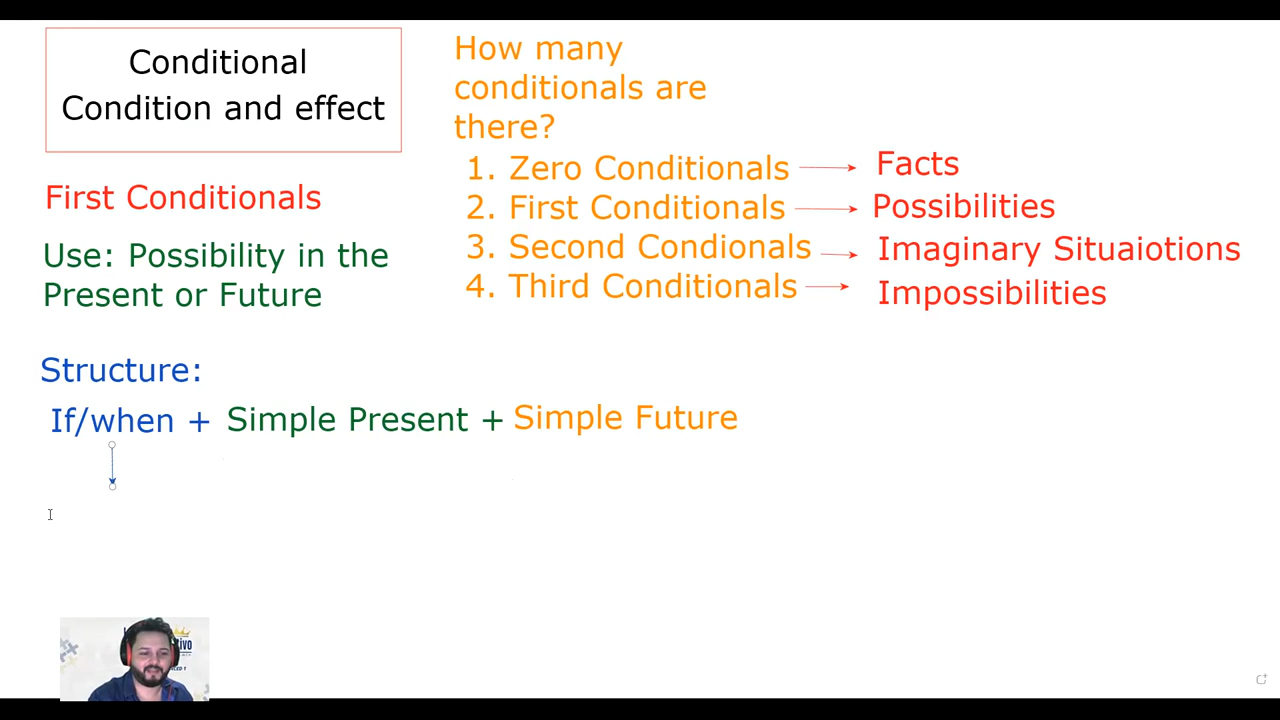 Conditional
Condition and effect
First Conditionals
Use: Possibility in the
Present or Future
How many
conditionals are
there?
1. Zero Conditionals
Facts
2. First Conditionals
Possibilities
3. Second Condionals
Imaginary Situaiotions
4. Third Conditionals
Impossibilities
Structure:
If/when + Simple Present + Simple Future